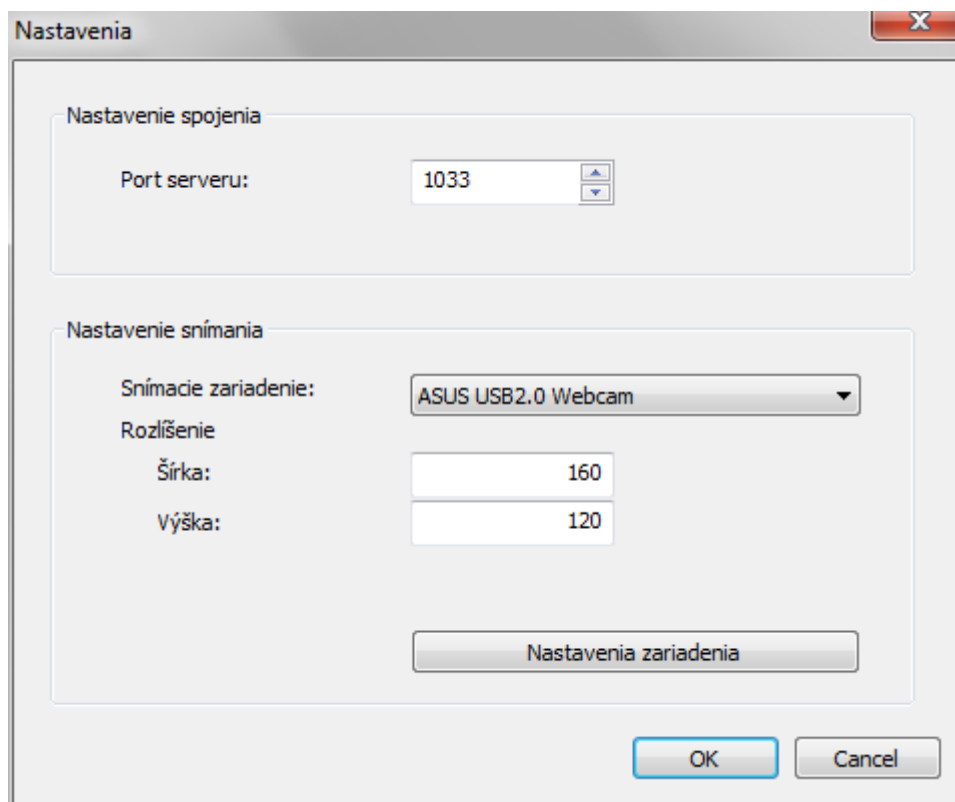 Nastavenia
Nastavenie spojenia
Port serveru: 1033
Nastavenie snímania
Snímacie zariadenie: ASUS USB2.0 Webcam
Rozlíšenie
Šírka: 160
Výška: 120
Nastavenia zariadenia
OK Cancel